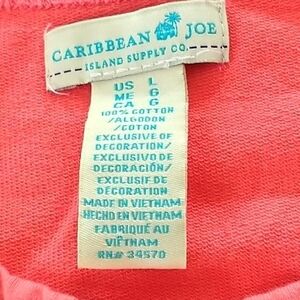 CARIBBEAN JOE
ISLAND SUPPLY CO.
US L
ME G
CA G
100% COTTON
/ALGODON
/COTON
EXCLUSIVE OF
DECORATION/
EXCLUSIVO DE
DECORACIÓN/
EXCLUSIF DE
DÉCORATION
MADE IN VIETNAM
HECHO EN VIETNAM
FABRIQUÉ AU
VIÊTNAM
RN# 34570